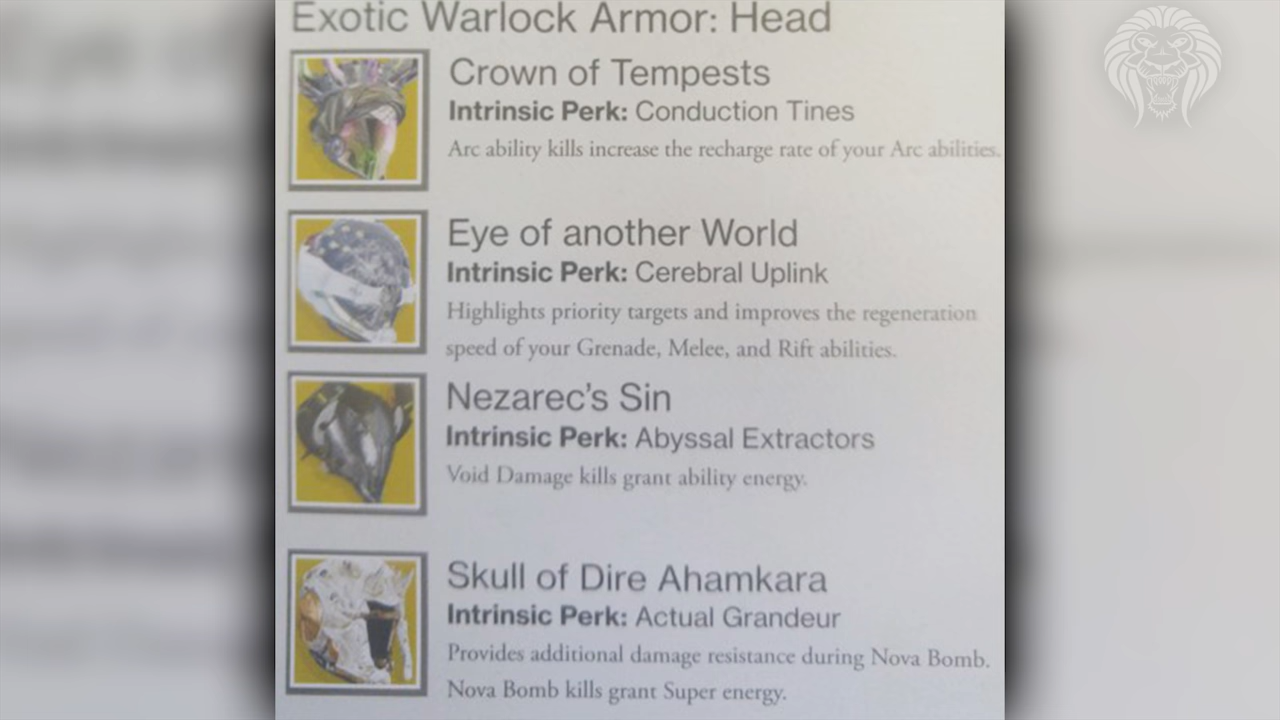 Exotic Warlock Armor: Head
Crown of Tempests
Intrinsic Perk: Conduction Tines
Arc ability kills increase the recharge rate of your Arc abilities.
Eye of another World
Intrinsic Perk: Cerebral Uplink
Highlights priority targets and improves the regeneration
speed of your Grenade, Melee, and Rift abilities.
Nezarec's Sin
Intrinsic Perk: Abyssal Extractors
Void Damage kills grant ability energy.
Skull of Dire Ahamkara
Intrinsic Perk: Actual Grandeur
Provides additional damage resistance during Nova Bomb.
Nova Bomb kills grant Super energy.